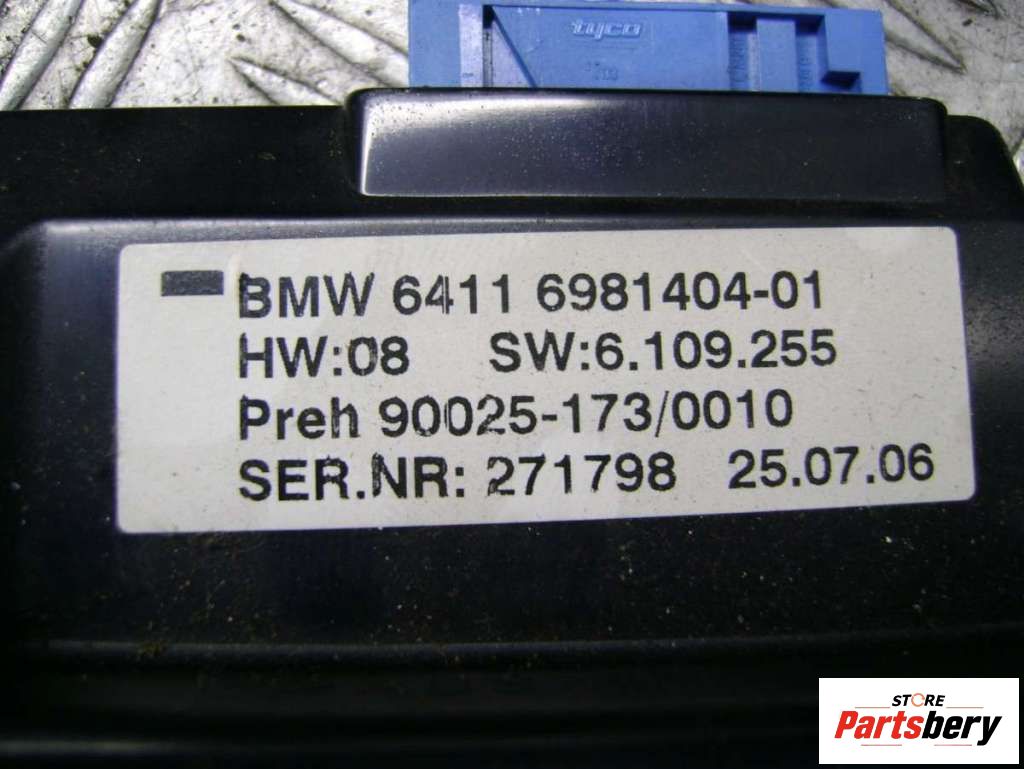 tyco
BMW 6411 6981404-01
HW:08 SW:6.109.255
Preh 90025-173/0010
SER.NR: 271798 25.07.06
STORE
Partsbery